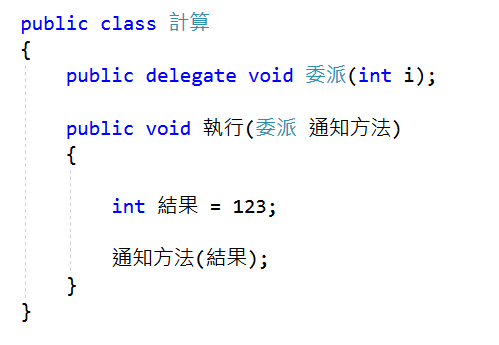 public class 計算
{
    public delegate void 委派(int i);
    public void 執行(委派 通知方法)
    {
        int 結果 = 123;
        通知方法(結果);
    }
}